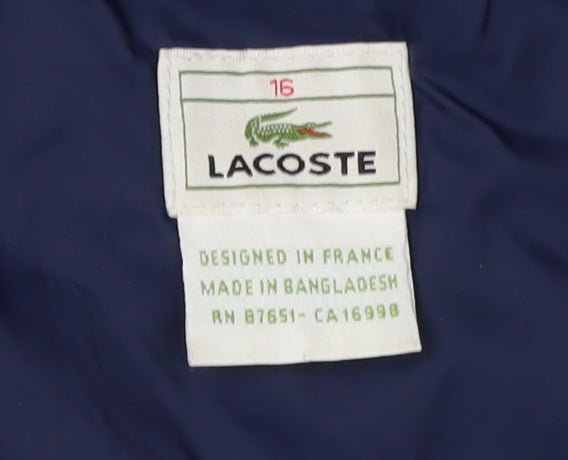 16
LACOSTE
DESIGNED IN FRANCE
MADE IN BANGLADESH
RN 87651- CA16998